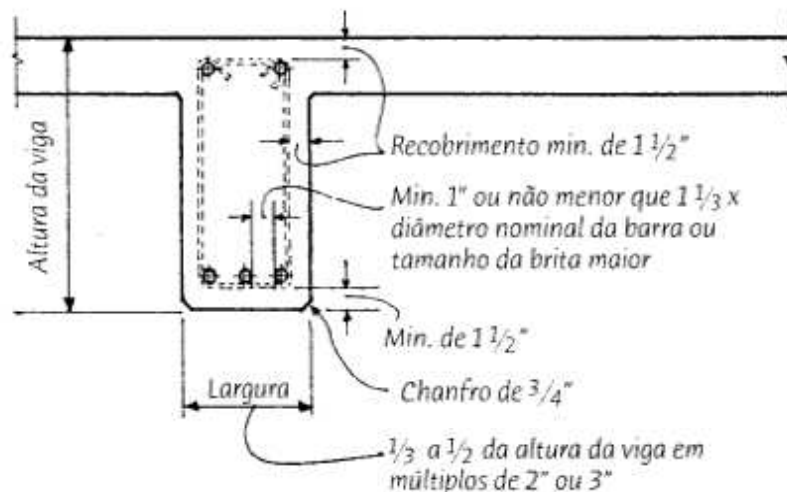 Altura da viga
Recobrimento min. de 1 1/2"
Min. 1" ou não menor que 1 1/3 x
diâmetro nominal da barra ou
tamanho da brita maior
Min. de 1 1/2"
Largura
Chanfro de 3/4"
1/3 a 1/2 da altura da viga em
múltiplos de 2" ou 3"